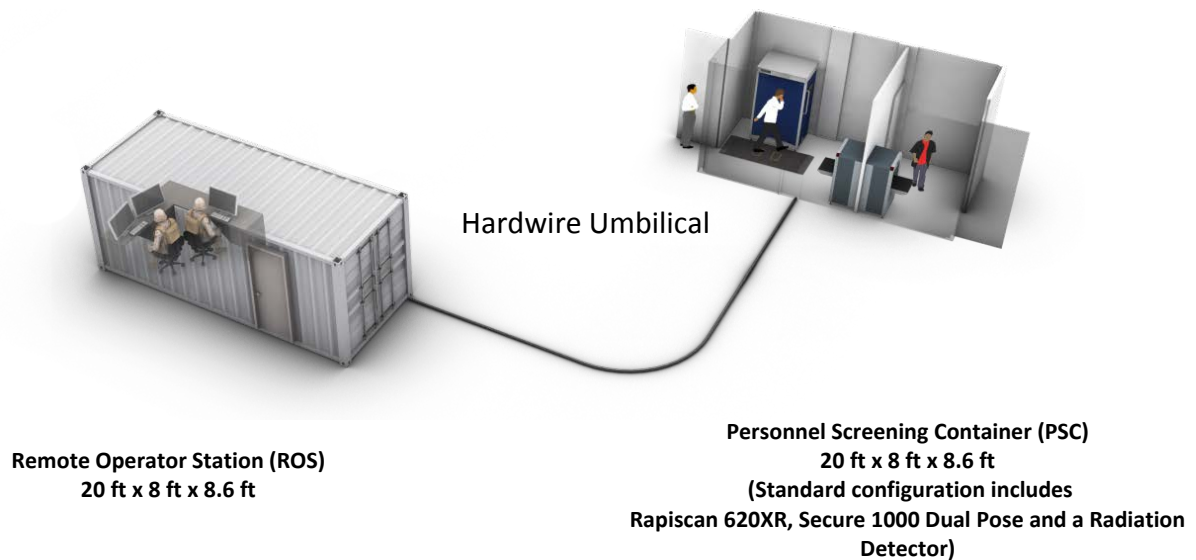 Hardwire Umbilical
Remote Operator Station (ROS)
20 ft x 8 ft x 8.6 ft
Personnel Screening Container (PSC)
20 ft x 8 ft x 8.6 ft
(Standard configuration includes
Rapiscan 620XR, Secure 1000 Dual Pose and a Radiation
Detector)